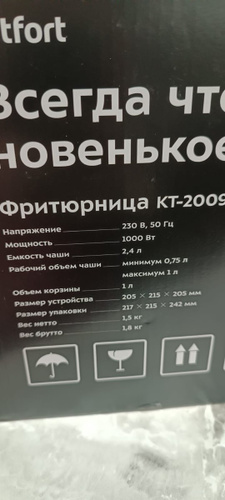 tfort
Всегда что
новенькое
Фритюрница КТ-2009
Напряжение 230 В, 50 Гц
Мощность 1000 Вт
Емкость чаши 2,4 л
Рабочий объем чаши минимум 0,75 л
максимум 1 л
Объем корзины 1 л
Размер устройства 205 × 215 × 205 мм
Размер упаковки 217 × 215 × 242 мм
Вес нетто 1,5 кг
Вес брутто 1,8 кг